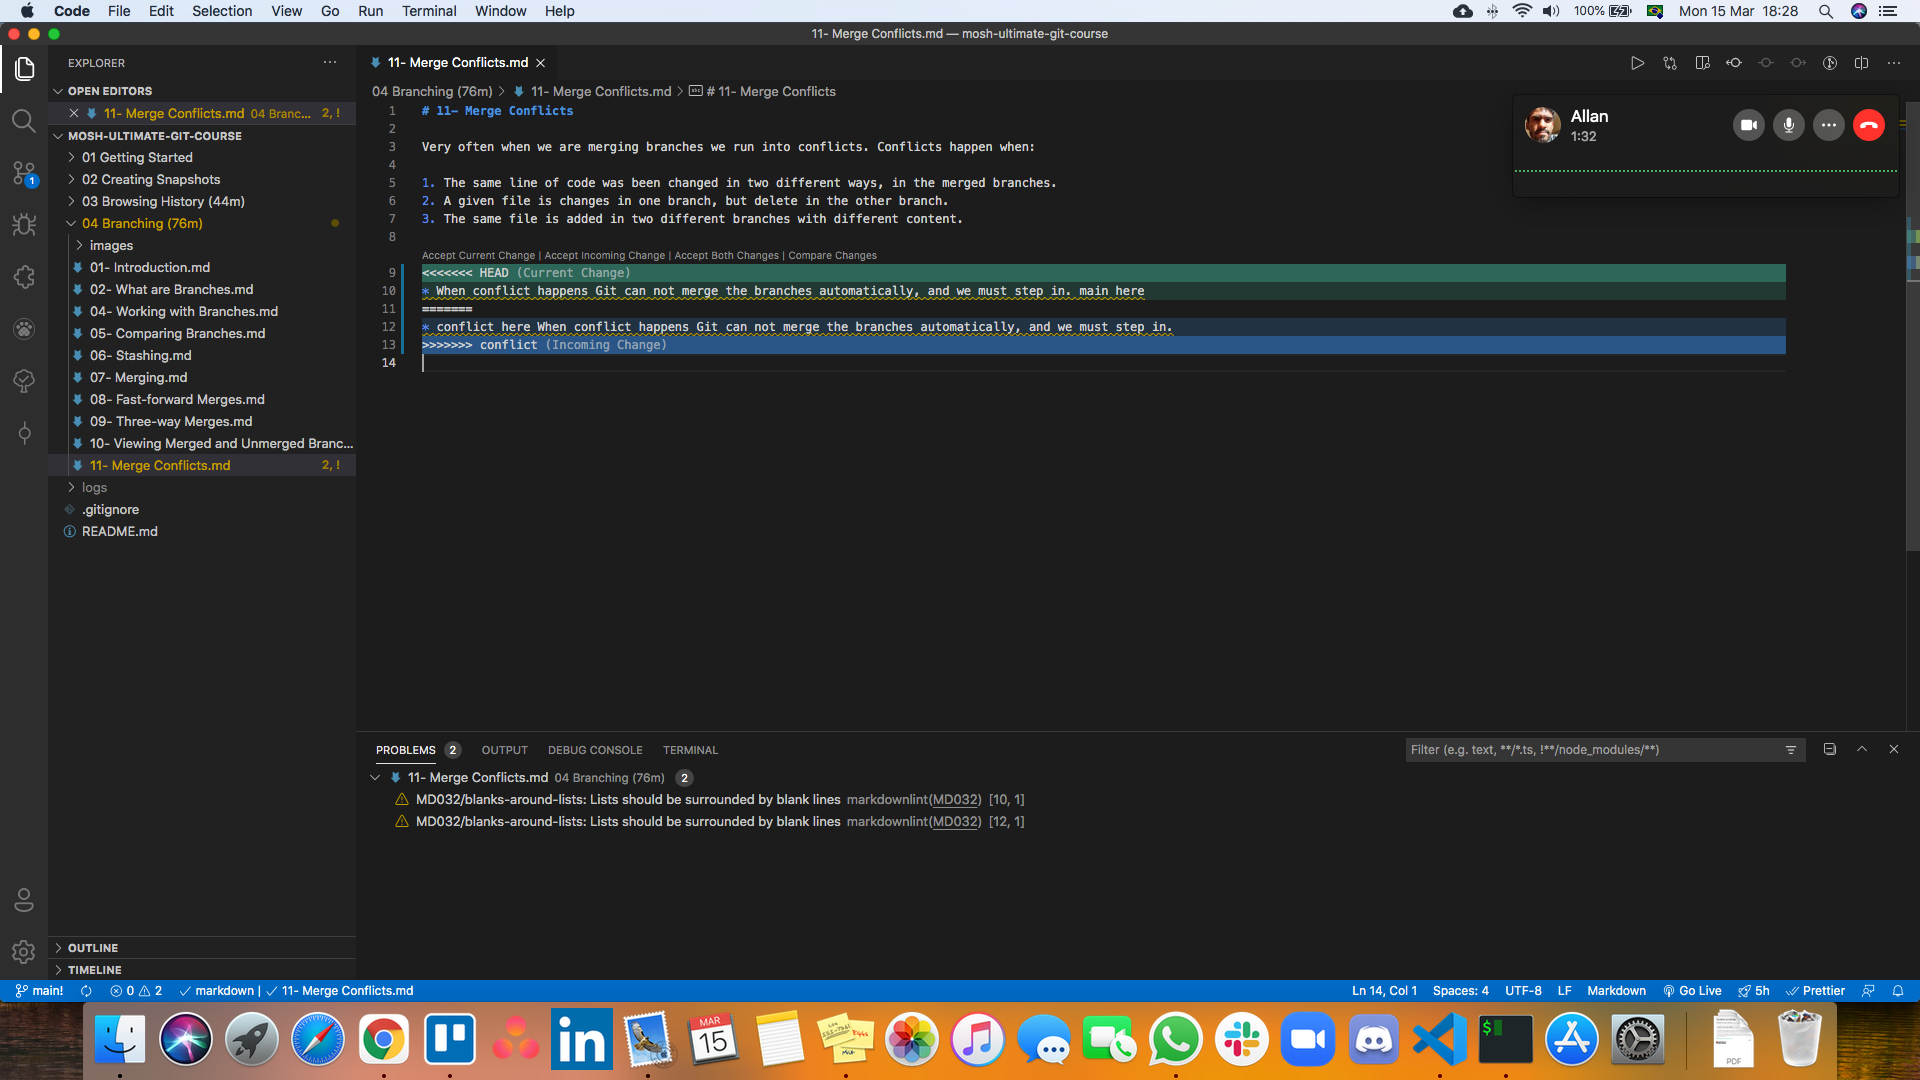 Code File Edit Selection View Go Run Terminal Window Help
100% Mon 15 Mar 18:28
11- Merge Conflicts.md — mosh-ultimate-git-course
EXPLORER
OPEN EDITORS
11- Merge Conflicts.md 04 Branc... 2, !
MOSH-ULTIMATE-GIT-COURSE
01 Getting Started
02 Creating Snapshots
1
03 Browsing History (44m)
04 Branching (76m)
images
01- Introduction.md
02- What are Branches.md
04- Working with Branches.md
05- Comparing Branches.md
06- Stashing.md
07- Merging.md
08- Fast-forward Merges.md
09- Three-way Merges.md
10- Viewing Merged and Unmerged Branc...
11- Merge Conflicts.md 2, !
logs
.gitignore
README.md
OUTLINE
TIMELINE
11- Merge Conflicts.md
04 Branching (76m) > 11- Merge Conflicts.md > # 11- Merge Conflicts
1 # 11- Merge Conflicts
2
3 Very often when we are merging branches we run into conflicts. Conflicts happen when:
4
5 1. The same line of code was been changed in two different ways, in the merged branches.
6 2. A given file is changes in one branch, but delete in the other branch.
7 3. The same file is added in two different branches with different content.
8
Accept Current Change | Accept Incoming Change | Accept Both Changes | Compare Changes
9 <<<<<<< HEAD (Current Change)
10 * When conflict happens Git can not merge the branches automatically, and we must step in. main here
11 =======
12 * conflict here When conflict happens Git can not merge the branches automatically, and we must step in.
13 >>>>>>> conflict (Incoming Change)
14
Allan
1:32
PROBLEMS 2 OUTPUT DEBUG CONSOLE TERMINAL
Filter (e.g. text, **/*.ts, !**/node_modules/**)
11- Merge Conflicts.md 04 Branching (76m) 2
MD032/blanks-around-lists: Lists should be surrounded by blank lines markdownlint(MD032) [10, 1]
MD032/blanks-around-lists: Lists should be surrounded by blank lines markdownlint(MD032) [12, 1]
main! 0 2 markdown | 11- Merge Conflicts.md
Ln 14, Col 1 Spaces: 4 UTF-8 LF Markdown Go Live 5h Prettier
in
MAR
15
$
PDF